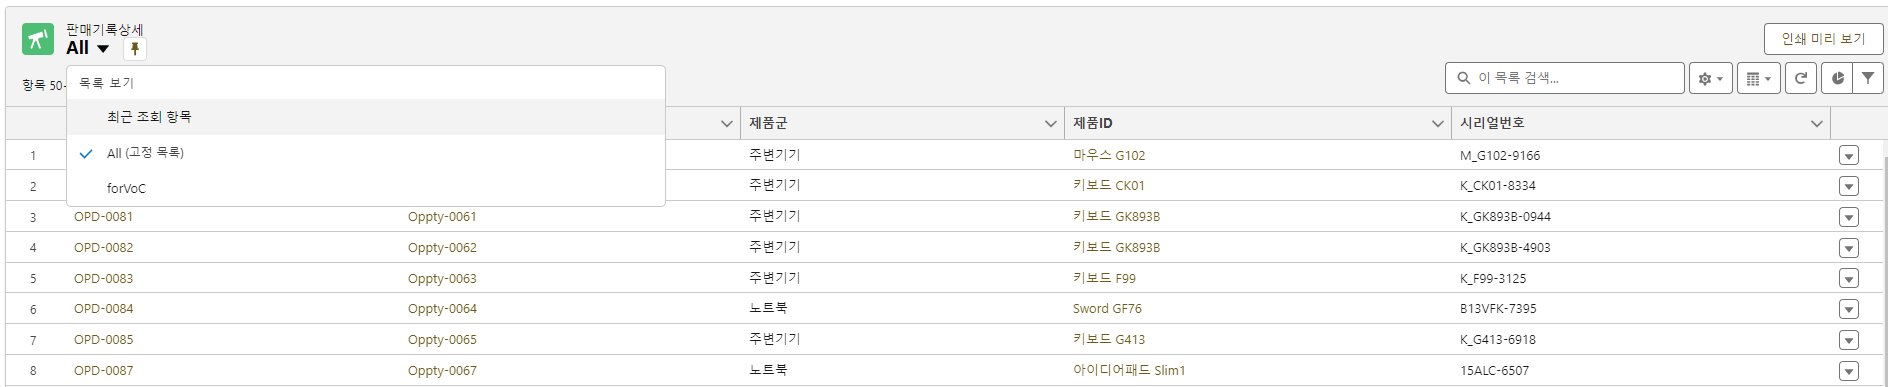 판매기록상세
All
인쇄 미리 보기
항목 50-
이 목록 검색...
목록 보기
최근 조회 항목
All (고정 목록)
forVoC
제품군 제품ID 시리얼번호
1 주변기기 마우스 G102 M_G102-9166
2 주변기기 키보드 CK01 K_CK01-8334
3 OPD-0081 Oppty-0061 주변기기 키보드 GK893B K_GK893B-0944
4 OPD-0082 Oppty-0062 주변기기 키보드 GK893B K_GK893B-4903
5 OPD-0083 Oppty-0063 주변기기 키보드 F99 K_F99-3125
6 OPD-0084 Oppty-0064 노트북 Sword GF76 B13VFK-7395
7 OPD-0085 Oppty-0065 주변기기 키보드 G413 K_G413-6918
8 OPD-0087 Oppty-0067 노트북 아이디어패드 Slim1 15ALC-6507